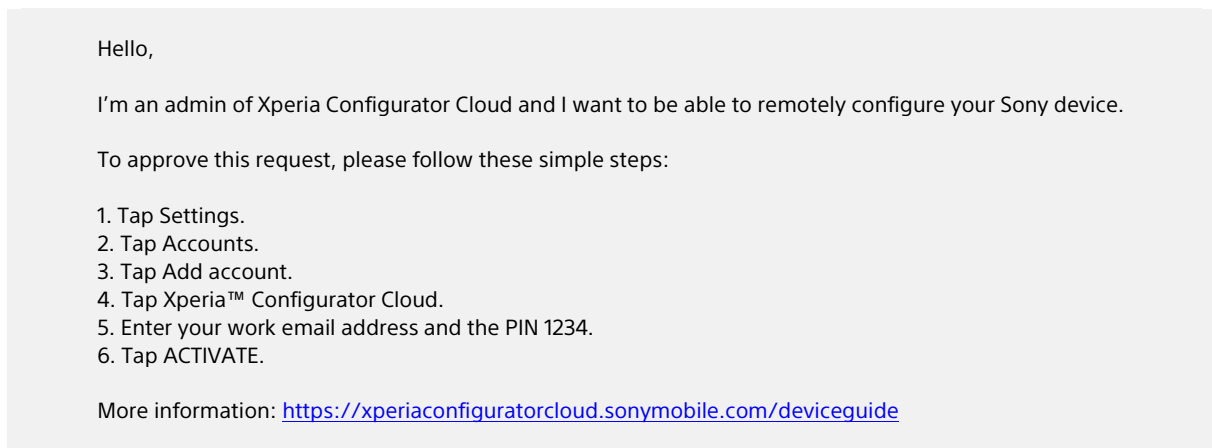 Hello,
I’m an admin of Xperia Configurator Cloud and I want to be able to remotely configure your Sony device.
To approve this request, please follow these simple steps:
1. Tap Settings.
2. Tap Accounts.
3. Tap Add account.
4. Tap Xperia™ Configurator Cloud.
5. Enter your work email address and the PIN 1234.
6. Tap ACTIVATE.
More information: https://xperiaconfiguratorcloud.sonymobile.com/deviceguide